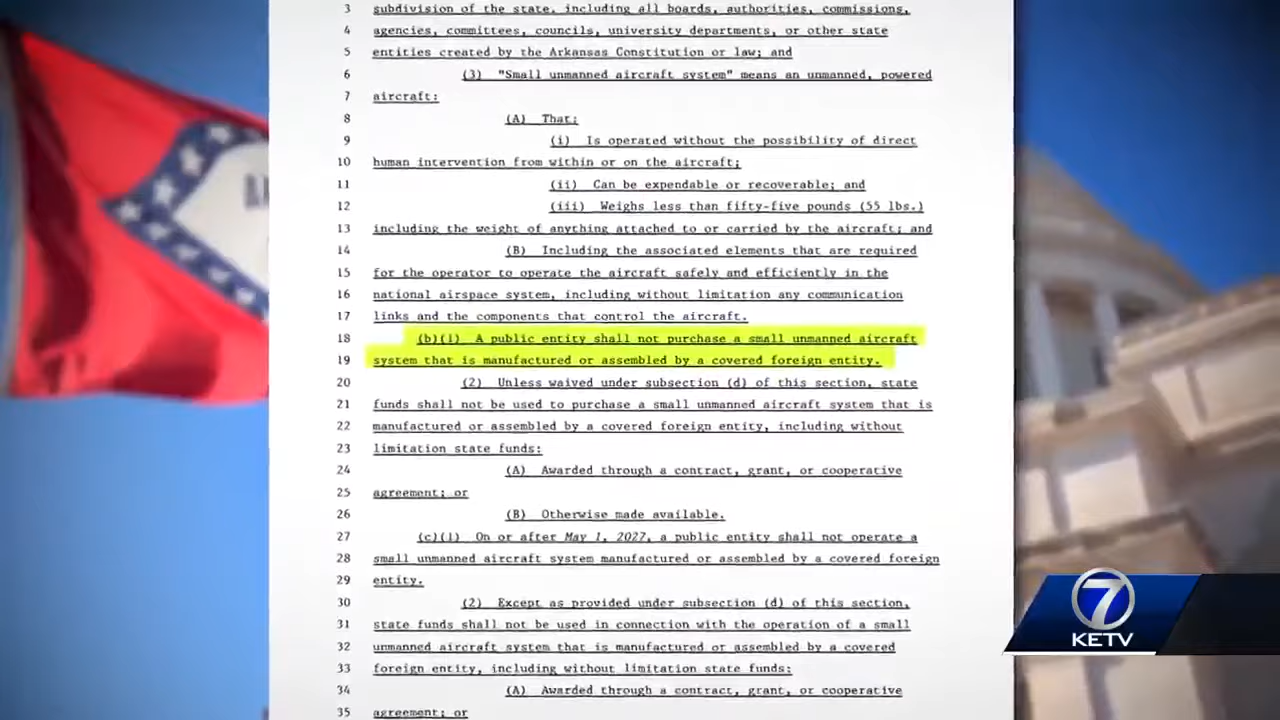 3 subdivision of the state, including all boards, authorities, commissions,
4 agencies, committees, councils, university departments, or other state
5 entities created by the Arkansas Constitution or law; and
6 (3) "Small unmanned aircraft system" means an unmanned, powered
7 aircraft:
8 (A) That:
9 (i) Is operated without the possibility of direct
10 human intervention from within or on the aircraft;
11 (ii) Can be expendable or recoverable; and
12 (iii) Weighs less than fifty-five pounds (55 lbs.)
13 including the weight of anything attached to or carried by the aircraft; and
14 (B) Including the associated elements that are required
15 for the operator to operate the aircraft safely and efficiently in the
16 national airspace system, including without limitation any communication
17 links and the components that control the aircraft.
18 (b)(1) A public entity shall not purchase a small unmanned aircraft
19 system that is manufactured or assembled by a covered foreign entity.
20 (2) Unless waived under subsection (d) of this section, state
21 funds shall not be used to purchase a small unmanned aircraft system that is
22 manufactured or assembled by a covered foreign entity, including without
23 limitation state funds:
24 (A) Awarded through a contract, grant, or cooperative
25 agreement; or
26 (B) Otherwise made available.
27 (c)(1) On or after May 1, 2027, a public entity shall not operate a
28 small unmanned aircraft system manufactured or assembled by a covered foreign
29 entity.
30 (2) Except as provided under subsection (d) of this section,
31 state funds shall not be used in connection with the operation of a small
32 unmanned aircraft system that is manufactured or assembled by a covered
33 foreign entity, including without limitation state funds:
34 (A) Awarded through a contract, grant, or cooperative
35 agreement; or
7
KETV